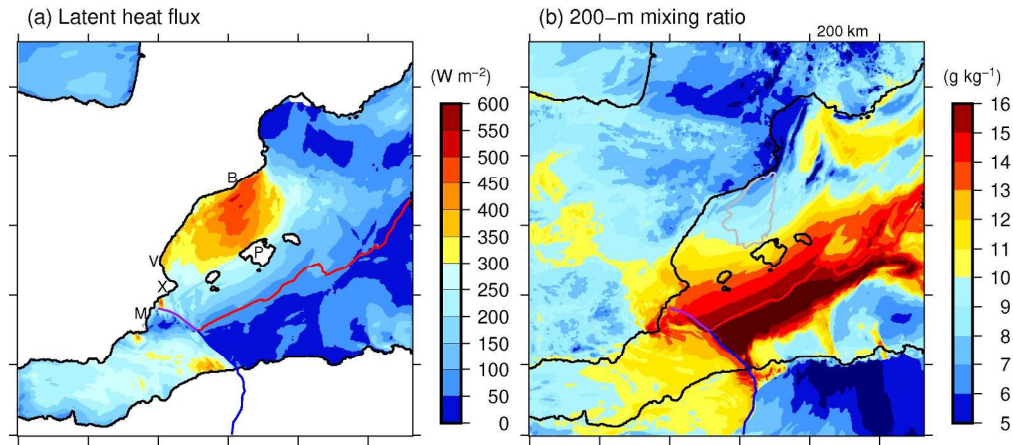 (a) Latent heat flux
(b) 200−m mixing ratio
200 km
(W m⁻²)
600
550
500
450
400
350
300
250
200
150
100
50
0
B
P
V
X
M
(g kg⁻¹)
16
15
14
13
12
11
10
9
8
7
6
5